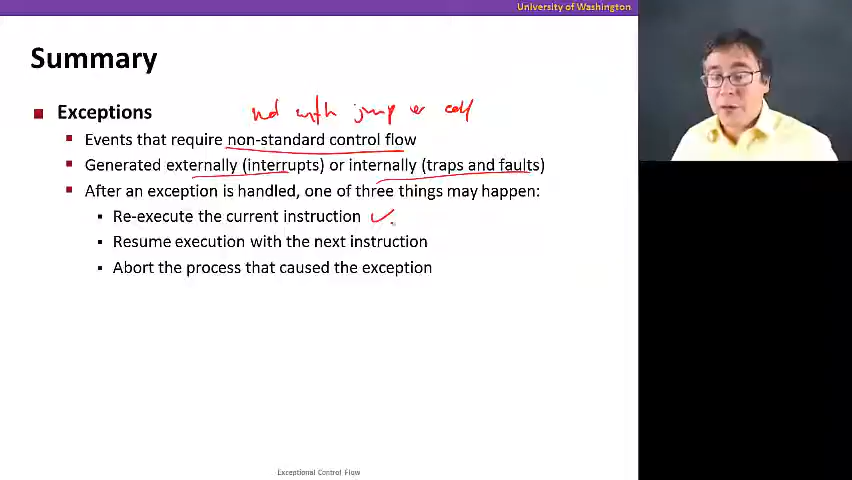 University of Washington
Summary
Exceptions
not with jump or call
Events that require non-standard control flow
Generated externally (interrupts) or internally (traps and faults)
After an exception is handled, one of three things may happen:
Re-execute the current instruction
Resume execution with the next instruction
Abort the process that caused the exception
Exceptional Control Flow